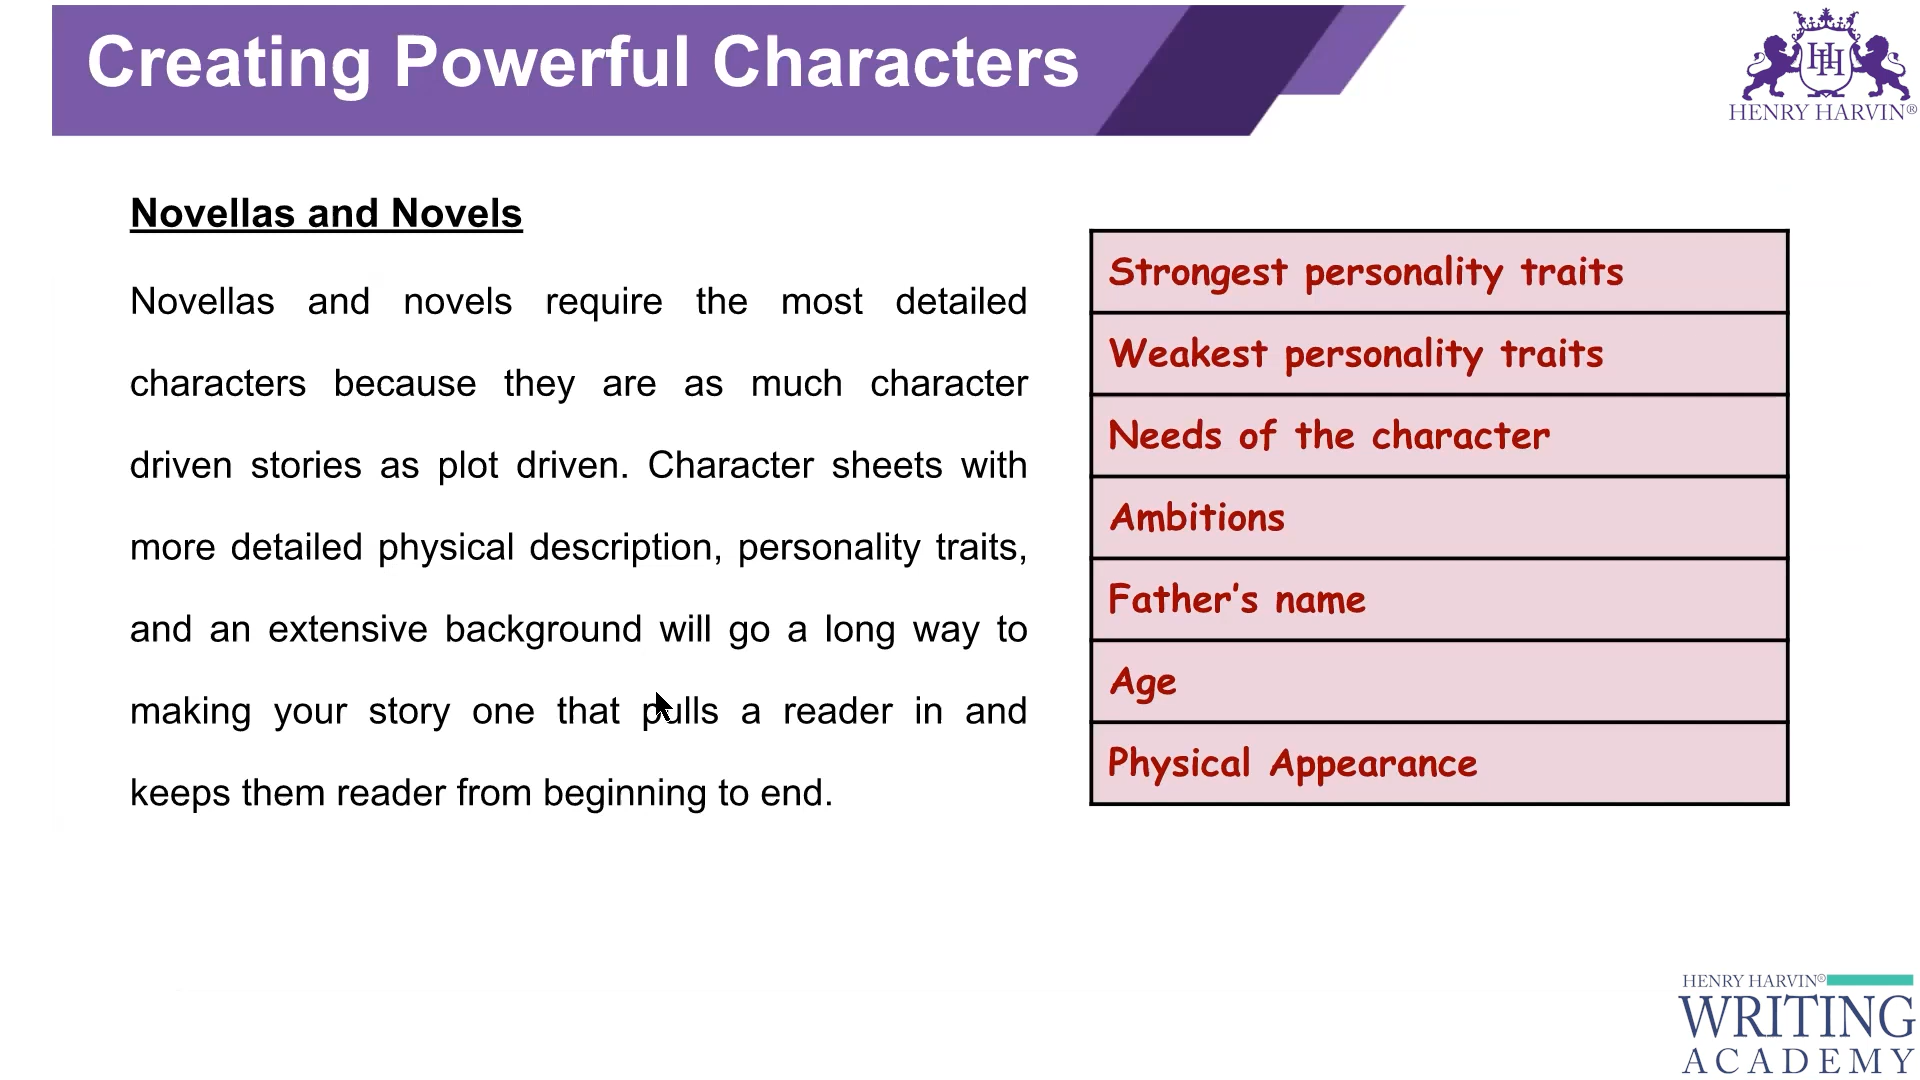 Creating Powerful Characters
HENRY HARVIN®
Novellas and Novels
Novellas and novels require the most detailed
characters because they are as much character
driven stories as plot driven. Character sheets with
more detailed physical description, personality traits,
and an extensive background will go a long way to
making your story one that pulls a reader in and
keeps them reader from beginning to end.
Strongest personality traits
Weakest personality traits
Needs of the character
Ambitions
Father’s name
Age
Physical Appearance
HENRY HARVIN®
WRITING
ACADEMY